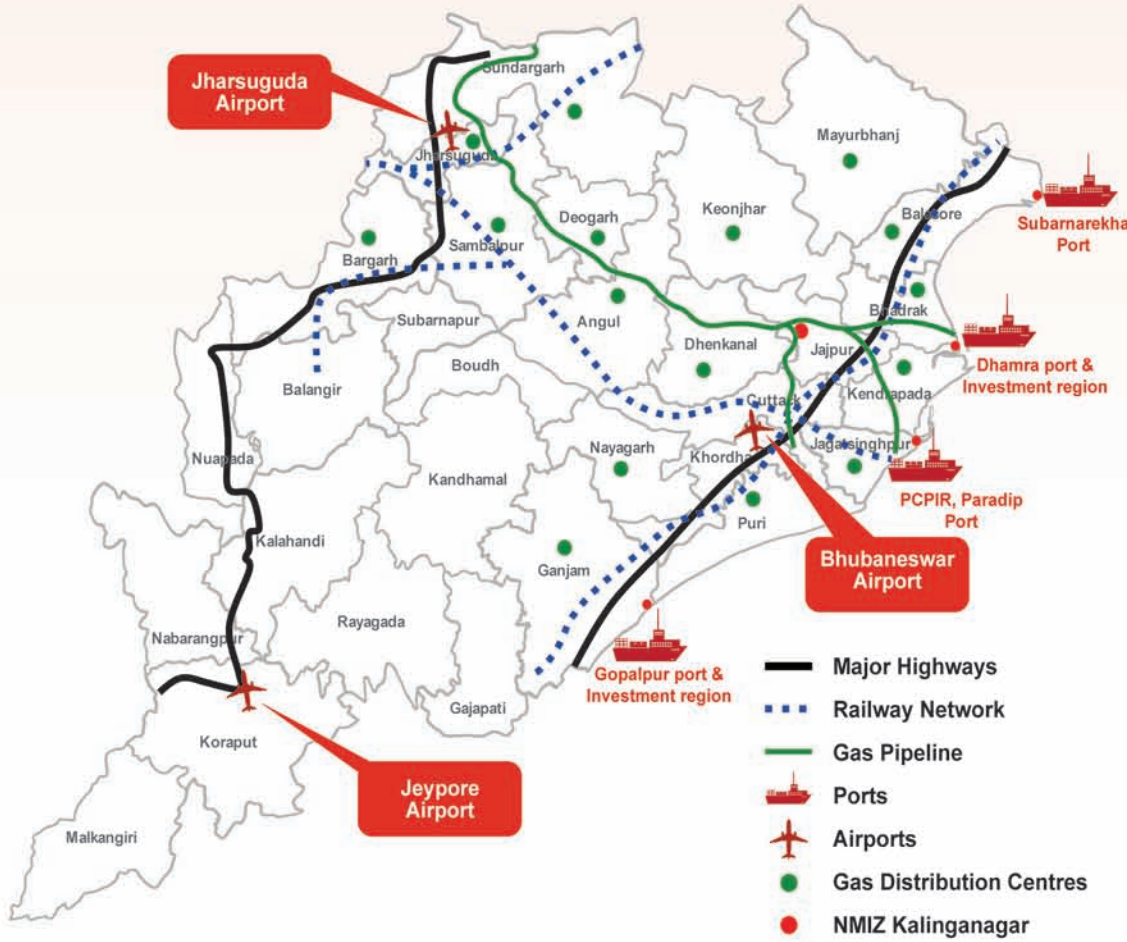 Jharsuguda
Airport
Sundargarh
Jharsuguda
Mayurbhanj
Deogarh
Keonjhar
Balasore
Subarnarekha
Port
Bargarh
Sambalpur
Subarnapur
Angul
Bhadrak
Dhenkanal
Jajpur
Dhamra port &
Investment region
Boudh
Balangir
Cuttack
Kendrapada
Nuapada
Nayagarh
Khordha
Jagatsinghpur
Kandhamal
PCPIR, Paradip
Port
Puri
Kalahandi
Ganjam
Bhubaneswar
Airport
Nabarangpur
Rayagada
Gopalpur port &
Investment region
Gajapati
Koraput
Jeypore
Airport
Malkangiri
Major Highways
Railway Network
Gas Pipeline
Ports
Airports
Gas Distribution Centres
NMIZ Kalinganagar